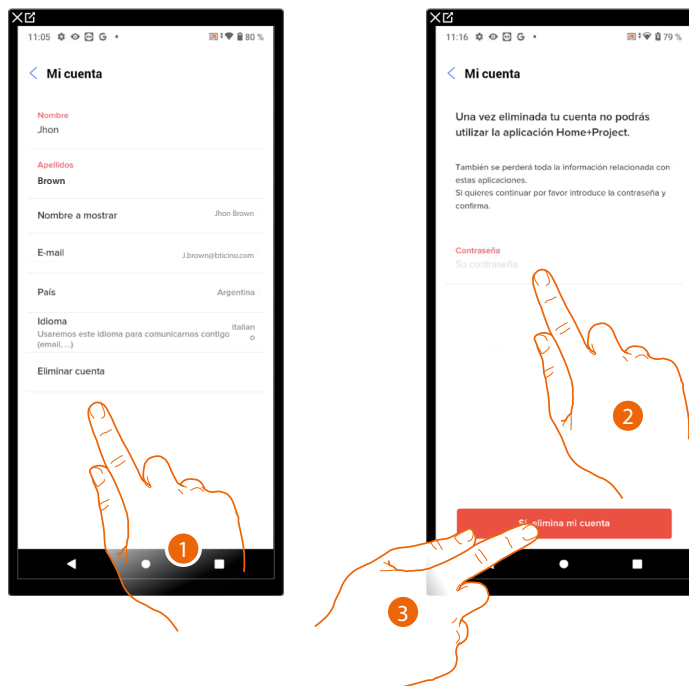 11:05 G 80 %
Mi cuenta
Nombre
Jhon
Apellidos
Brown
Nombre a mostrar Jhon Brown
E-mail J.brown@bticino.com
País Argentina
Idioma
Usaremos este idioma para comunicarnos contigo (email, ...)
italiano
Eliminar cuenta
1
11:16 G 79 %
Mi cuenta
Una vez eliminada tu cuenta no podrás
utilizar la aplicación Home+Project.
También se perderá toda la información relacionada con
estas aplicaciones.
Si quieres continuar por favor introduce la contraseña y
confirma.
Contraseña
Su contraseña
2
elimina mi cuenta
3